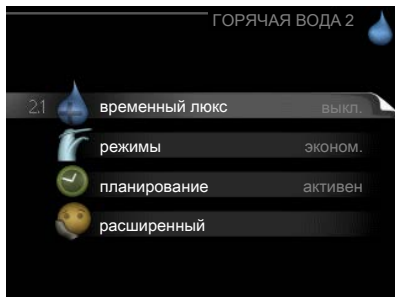 ГОРЯЧАЯ ВОДА 2
2.1 временный люкс выкл.
режимы эконом.
планирование активен
расширенный